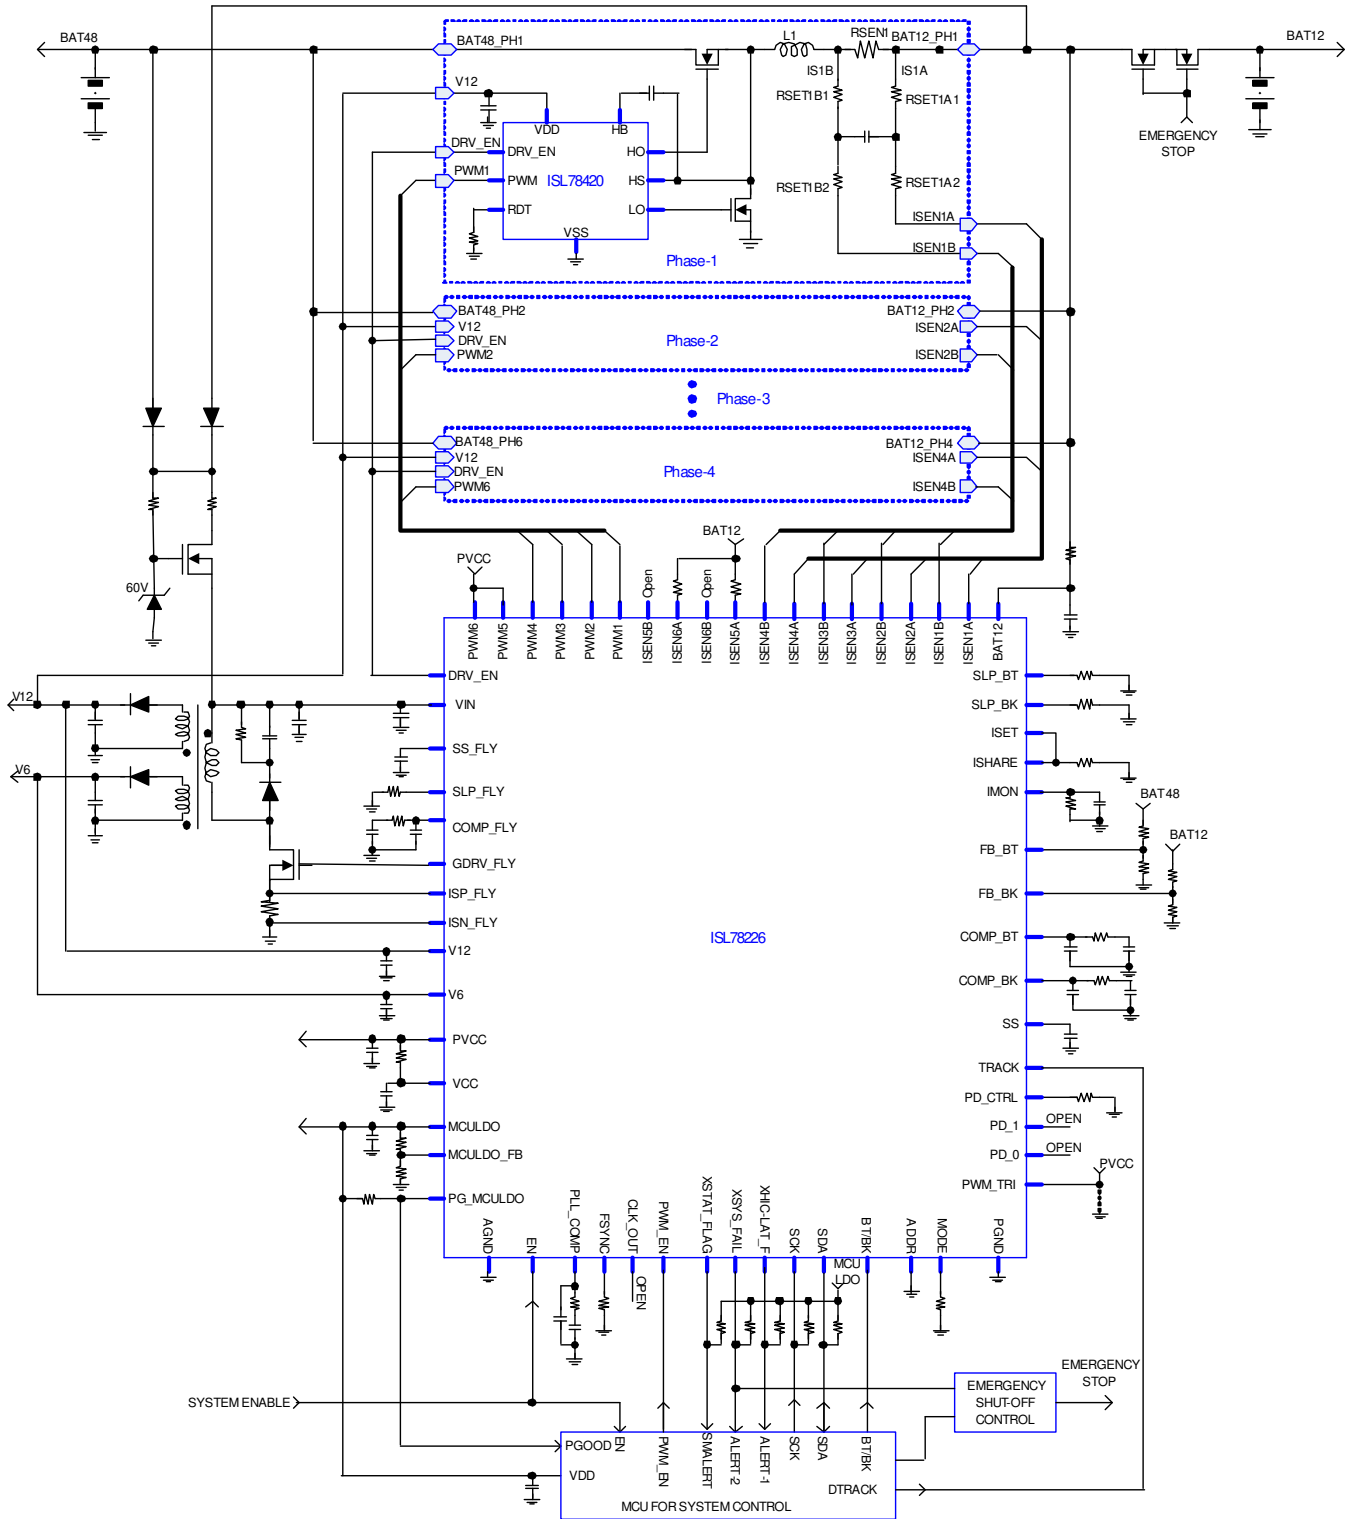 BAT48
BAT48_PH1
L1
RSEN1
BAT12_PH1
BAT12
V12
IS1B
IS1A
RSET1B1
RSET1A1
VDD
HB
EMERGENCY
STOP
DRV_EN
DRV_EN
HO
PWM1
PWM
ISL78420
HS
RSET1B2
RSET1A2
RDT
LO
ISEN1A
VSS
ISEN1B
Phase-1
BAT48_PH2
BAT12_PH2
V12
ISEN2A
DRV_EN
Phase-2
PWM2
ISEN2B
Phase-3
BAT48_PH6
BAT12_PH4
V12
ISEN4A
DRV_EN
Phase-4
PWM6
ISEN4B
BAT12
PVCC
60V
Open
Open
PWM6
PWM5
PWM4
PWM3
PWM2
PWM1
ISEN5B
ISEN6A
ISEN6B
ISEN5A
ISEN4B
ISEN4A
ISEN3B
ISEN3A
ISEN2B
ISEN2A
ISEN1B
ISEN1A
BAT12
DRV_EN
SLP_BT
V12
VIN
SLP_BK
ISET
SS_FLY
ISHARE
V6
SLP_FLY
IMON
BAT48
COMP_FLY
BAT12
FB_BT
GDRV_FLY
ISP_FLY
FB_BK
ISN_FLY
ISL78226
COMP_BT
V12
COMP_BK
V6
SS
PVCC
TRACK
VCC
PD_CTRL
MCULDO
PD_1
OPEN
MCULDO_FB
PD_0
OPEN
PVCC
PWM_TRI
PG_MCULDO
AGND
EN
PLL_COMP
FSYNC
CLK_OUT
PWM_EN
XSTAT_FLAG
XSYS_FAIL
XHIC-LAT_F
SCK
SDA
BT/BK
ADDR
MODE
PGND
OPEN
MCU
LDO
EMERGENCY
STOP
EMERGENCY
SHUT-OFF
CONTROL
SYSTEM ENABLE
PGOOD
EN
PWM_EN
SMALERT
ALERT-2
ALERT-1
SCK
SDA
BT/BK
VDD
DTRACK
MCU FOR SYSTEM CONTROL